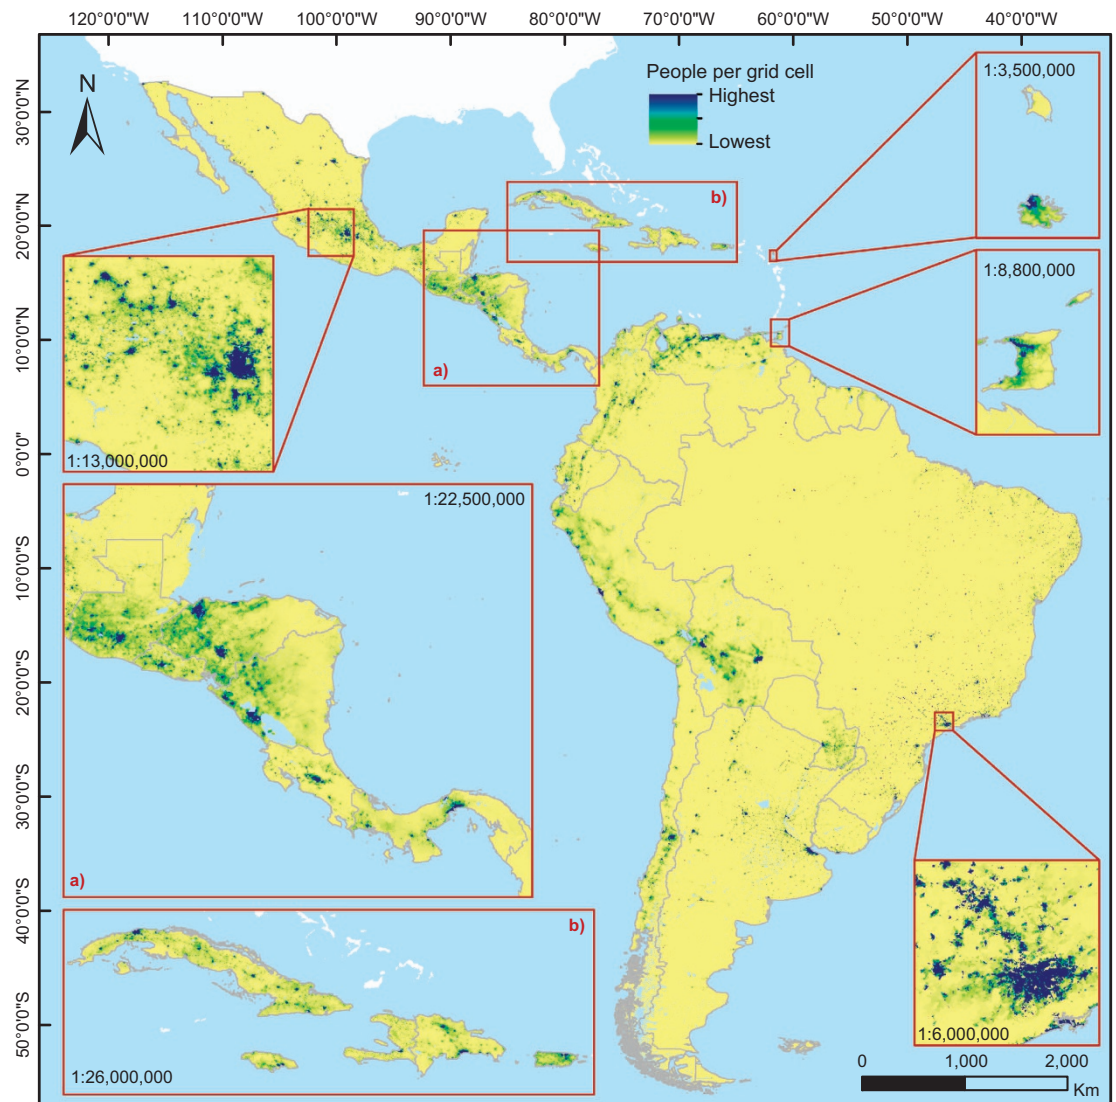 120°0'0"W 110°0'0"W 100°0'0"W 90°0'0"W 80°0'0"W 70°0'0"W 60°0'0"W 50°0'0"W 40°0'0"W
N
People per grid cell
Highest
Lowest
1:3,500,000
1:8,800,000
b)
a)
1:13,000,000
1:22,500,000
a)
b)
1:26,000,000
1:6,000,000
0 1,000 2,000
Km
30°0'0"N
20°0'0"N
10°0'0"N
0°0'0"
10°0'0"S
20°0'0"S
30°0'0"S
40°0'0"S
50°0'0"S